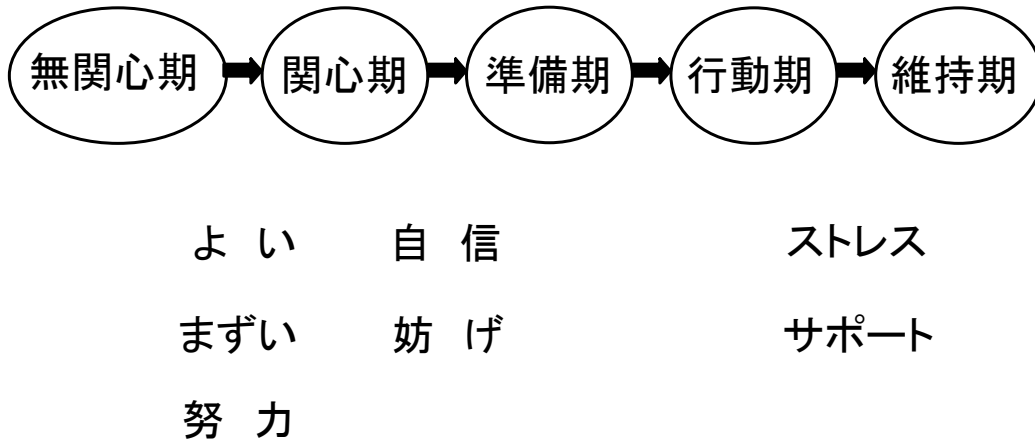 無関心期 関心期 準備期 行動期 維持期
よ い 自 信 ストレス
まずい 妨 げ サポート
努 力